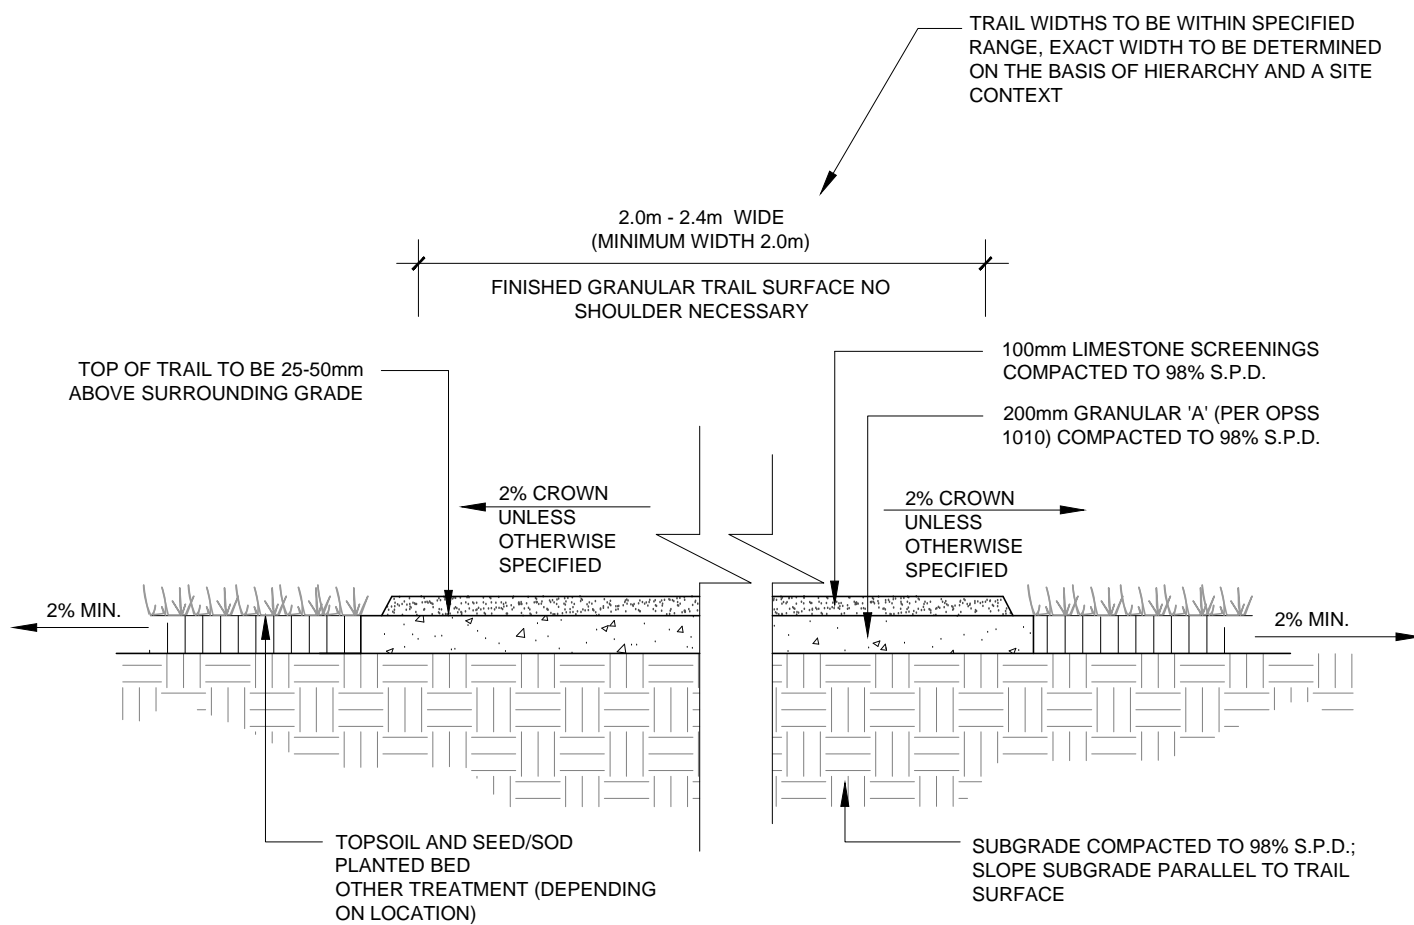 TRAIL WIDTHS TO BE WITHIN SPECIFIED
RANGE, EXACT WIDTH TO BE DETERMINED
ON THE BASIS OF HIERARCHY AND A SITE
CONTEXT
2.0m - 2.4m WIDE
(MINIMUM WIDTH 2.0m)
FINISHED GRANULAR TRAIL SURFACE NO
SHOULDER NECESSARY
TOP OF TRAIL TO BE 25-50mm
ABOVE SURROUNDING GRADE
100mm LIMESTONE SCREENINGS
COMPACTED TO 98% S.P.D.
200mm GRANULAR 'A' (PER OPSS
1010) COMPACTED TO 98% S.P.D.
2% CROWN
UNLESS
OTHERWISE
SPECIFIED
2% CROWN
UNLESS
OTHERWISE
SPECIFIED
2% MIN.
2% MIN.
TOPSOIL AND SEED/SOD
PLANTED BED
OTHER TREATMENT (DEPENDING
ON LOCATION)
SUBGRADE COMPACTED TO 98% S.P.D.;
SLOPE SUBGRADE PARALLEL TO TRAIL
SURFACE